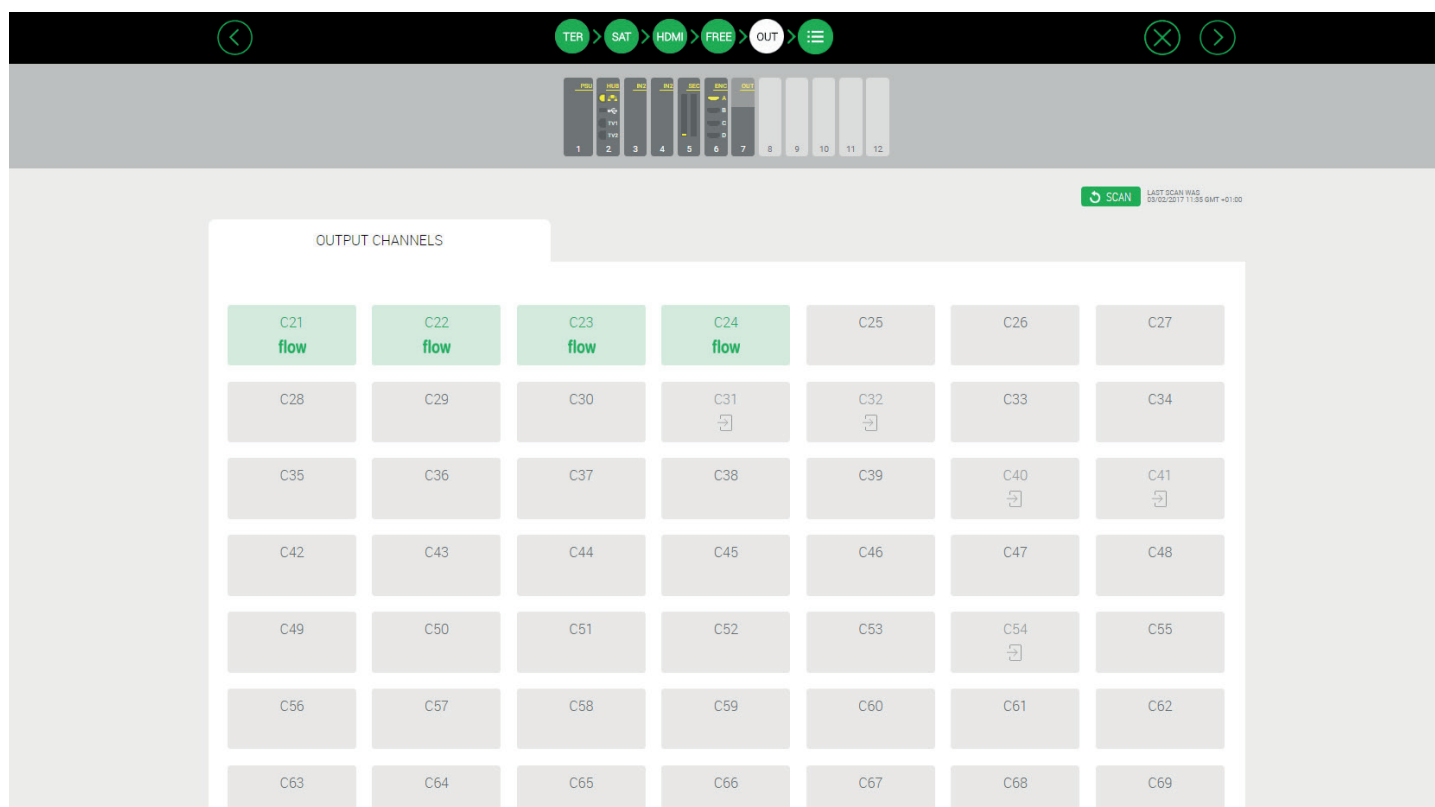 TER > SAT > HDMI > FREE > OUT >
PSU HUB IN2 IN2 SEC ENC OUT
A
B
TV1 C
TV2 D
1 2 3 4 5 6 7 8 9 10 11 12
SCAN LAST SCAN WAS
03/02/2017 11:35 GMT +01:00
OUTPUT CHANNELS
C21 C22 C23 C24 C25 C26 C27
flow flow flow flow
C28 C29 C30 C31 C32 C33 C34
C35 C36 C37 C38 C39 C40 C41
C42 C43 C44 C45 C46 C47 C48
C49 C50 C51 C52 C53 C54 C55
C56 C57 C58 C59 C60 C61 C62
C63 C64 C65 C66 C67 C68 C69